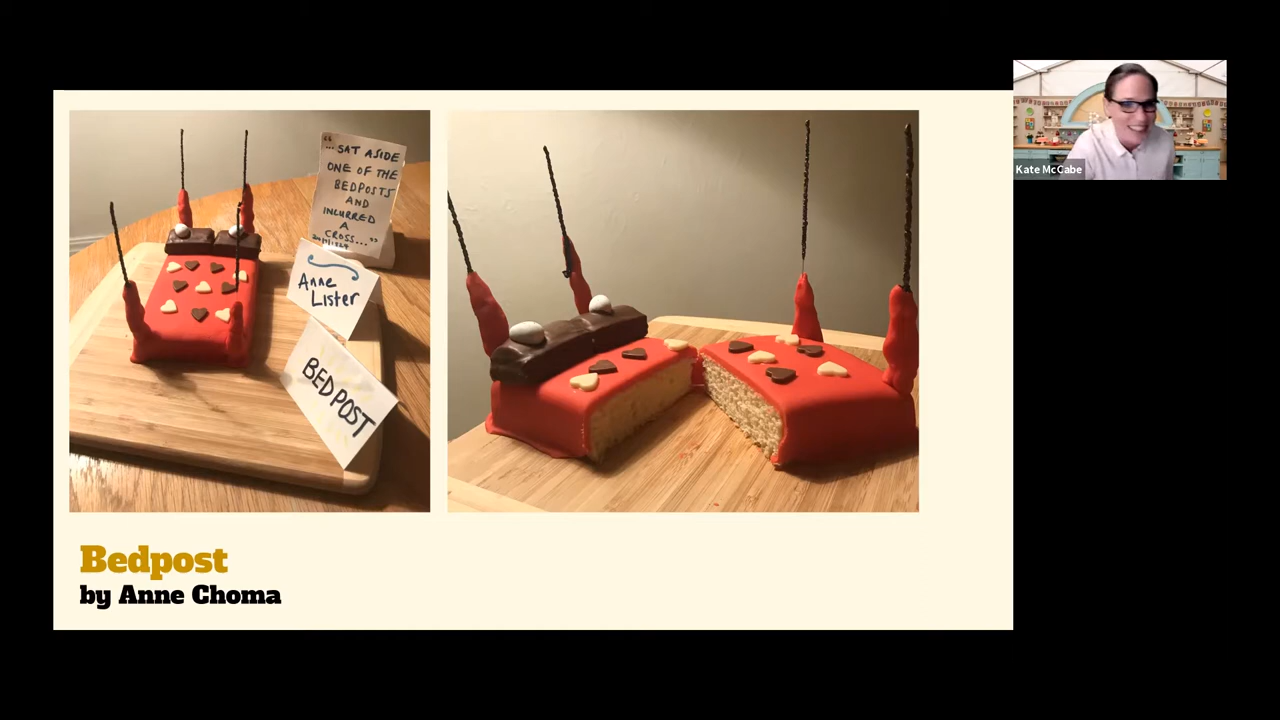 “
...SAT ASIDE
ONE OF THE
BEDPOSTS
AND
INCURRED
A
CROSS..."
Anne
Lister
BEDPOST
Bedpost
by Anne Choma
Kate McCabe